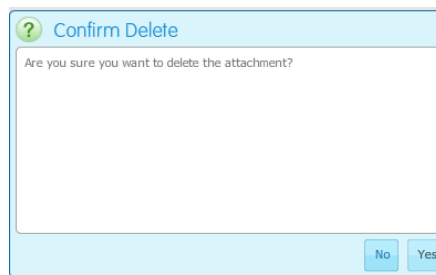 Confirm Delete
Are you sure you want to delete the attachment?
No Yes